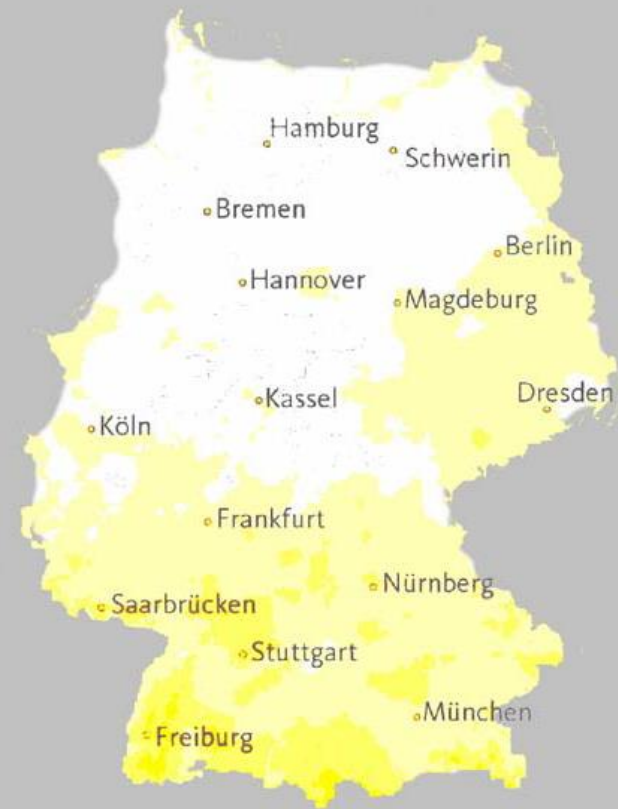 Hamburg
Schwerin
Bremen
Berlin
Hannover
Magdeburg
Dresden
Kassel
Köln
Frankfurt
Nürnberg
Saarbrücken
Stuttgart
München
Freiburg